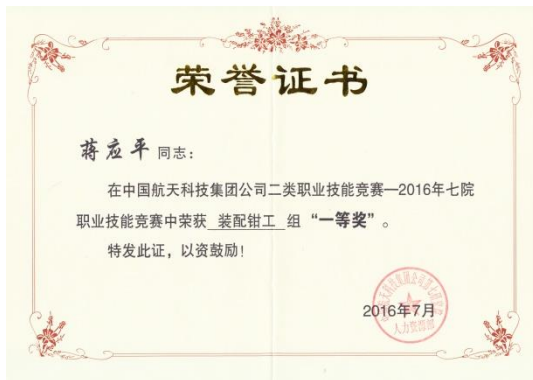 荣誉证书
蒋应平 同志：
在中国航天科技集团公司二类职业技能竞赛—2016年七院
职业技能竞赛中荣获 装配钳工 组“一等奖”。
特发此证，以资鼓励！
2016年7月
人力资源部